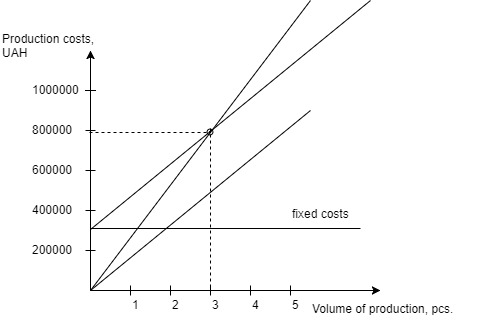 Production costs,
UAH
1000000
800000
600000
400000
fixed costs
200000
1 2 3 4 5
Volume of production, pcs.